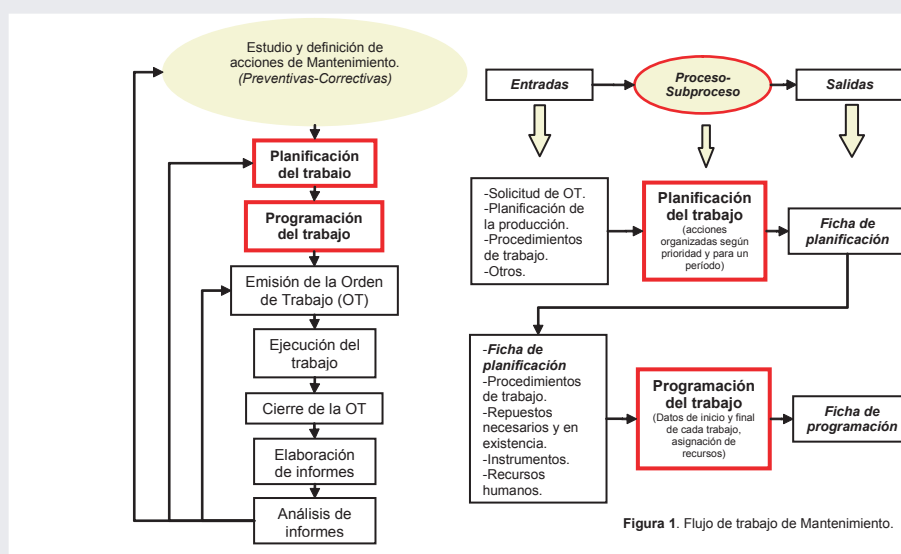 Estudio y definición de
acciones de Mantenimiento.
(Preventivas-Correctivas)
Planificación
del trabaio
Programación
del trabajo
Emisión de la Orden
de Trabajo (OT)
Ejecución del
trabajo
Cierre de la OT
Elaboración
de informes
Análisis de
informes
Entradas
Proceso-
Subproceso
Salidas
-Solicitud de OT.
-Planificación de
la producción.
-Procedimientos
de trabajo.
-Otros.
Planificación
del trabajo
(acciones
organizadas según
prioridad y para un
período)
Ficha de
planificación
-Ficha de
planificación
-Procedimientos
de trabajo.
-Repuestos
necesarios y en
existencia.
-Instrumentos.
-Recursos
humanos.
Programación
del trabajo
(Datos de inicio y final
de cada trabajo,
asignación de
recursos)
Ficha de
programación
Figura 1. Flujo de trabajo de Mantenimiento.